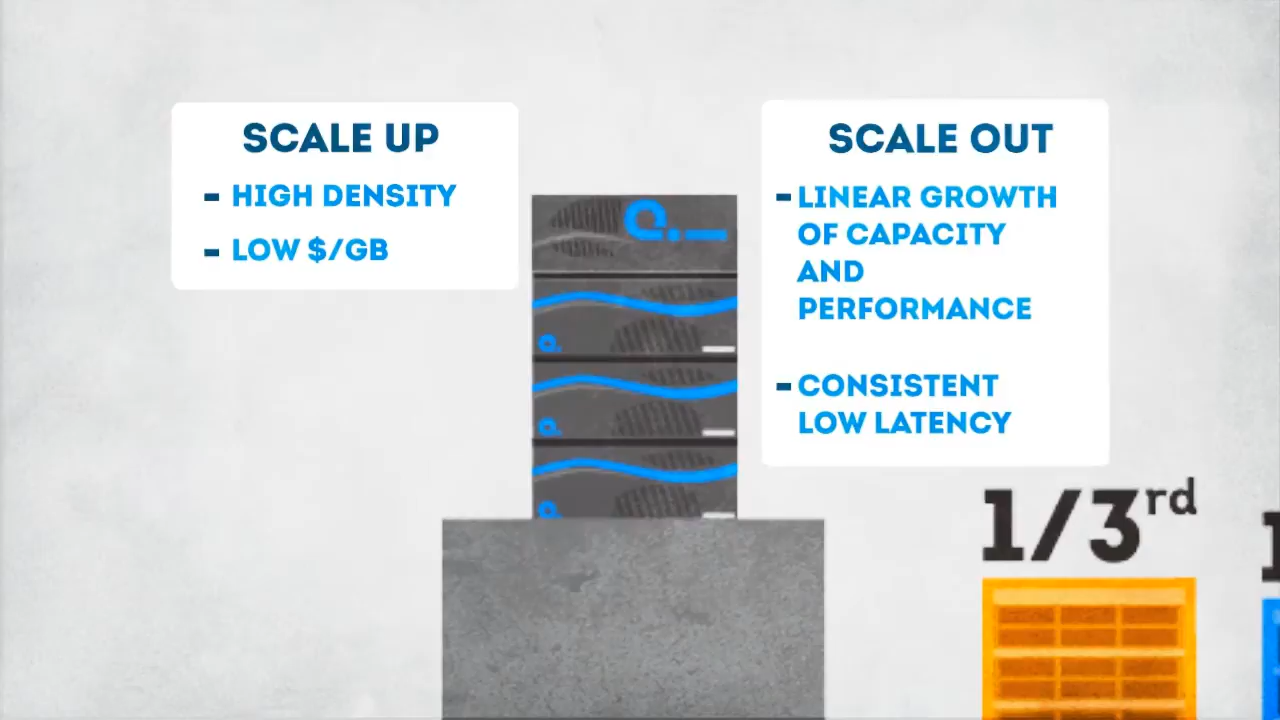 SCALE UP
- HIGH DENSITY
- LOW $/GB
SCALE OUT
- LINEAR GROWTH
OF CAPACITY
AND
PERFORMANCE
- CONSISTENT
LOW LATENCY
1/3rd